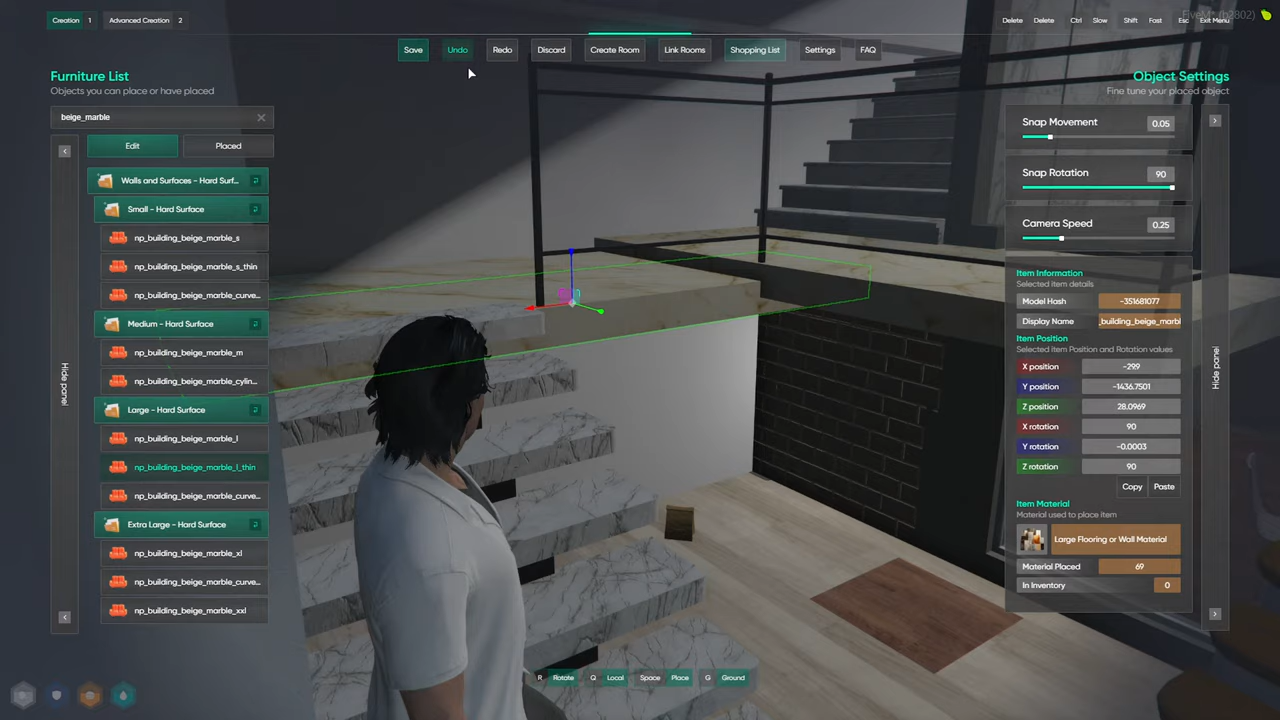 Creation 1 Advanced Creation 2
FiveM* (b2802)
Delete Delete Ctrl Slow Shift Fast Esc Exit Menu
Save Undo Redo Discard Create Room Link Rooms Shopping List Settings FAQ
Furniture List
Objects you can place or have placed
beige_marble
Edit Placed
Walls and Surfaces - Hard Surf...
Small - Hard Surface
np_building_beige_marble_s
np_building_beige_marble_s_thin
np_building_beige_marble_curve...
Medium - Hard Surface
np_building_beige_marble_m
np_building_beige_marble_cylin...
Large - Hard Surface
np_building_beige_marble_l
np_building_beige_marble_l_thin
np_building_beige_marble_curve...
Extra Large - Hard Surface
np_building_beige_marble_xl
np_building_beige_marble_curve...
np_building_beige_marble_xxl
Hide panel
Object Settings
Fine tune your placed object
Snap Movement 0.05
Snap Rotation 90
Camera Speed 0.25
Item Information
Selected item details
Model Hash -351681077
Display Name _building_beige_marbl
Item Position
Selected Item Position and Rotation values
X position -299
Y position -1436.7501
Z position 28.0969
X rotation 90
Y rotation -0.0003
Z rotation 90
Copy Paste
Item Material
Material used to place item
Large Flooring or Wall Material
Material Placed 69
In Inventory 0
Hide panel
R Rotate Q Local Space Place G Ground